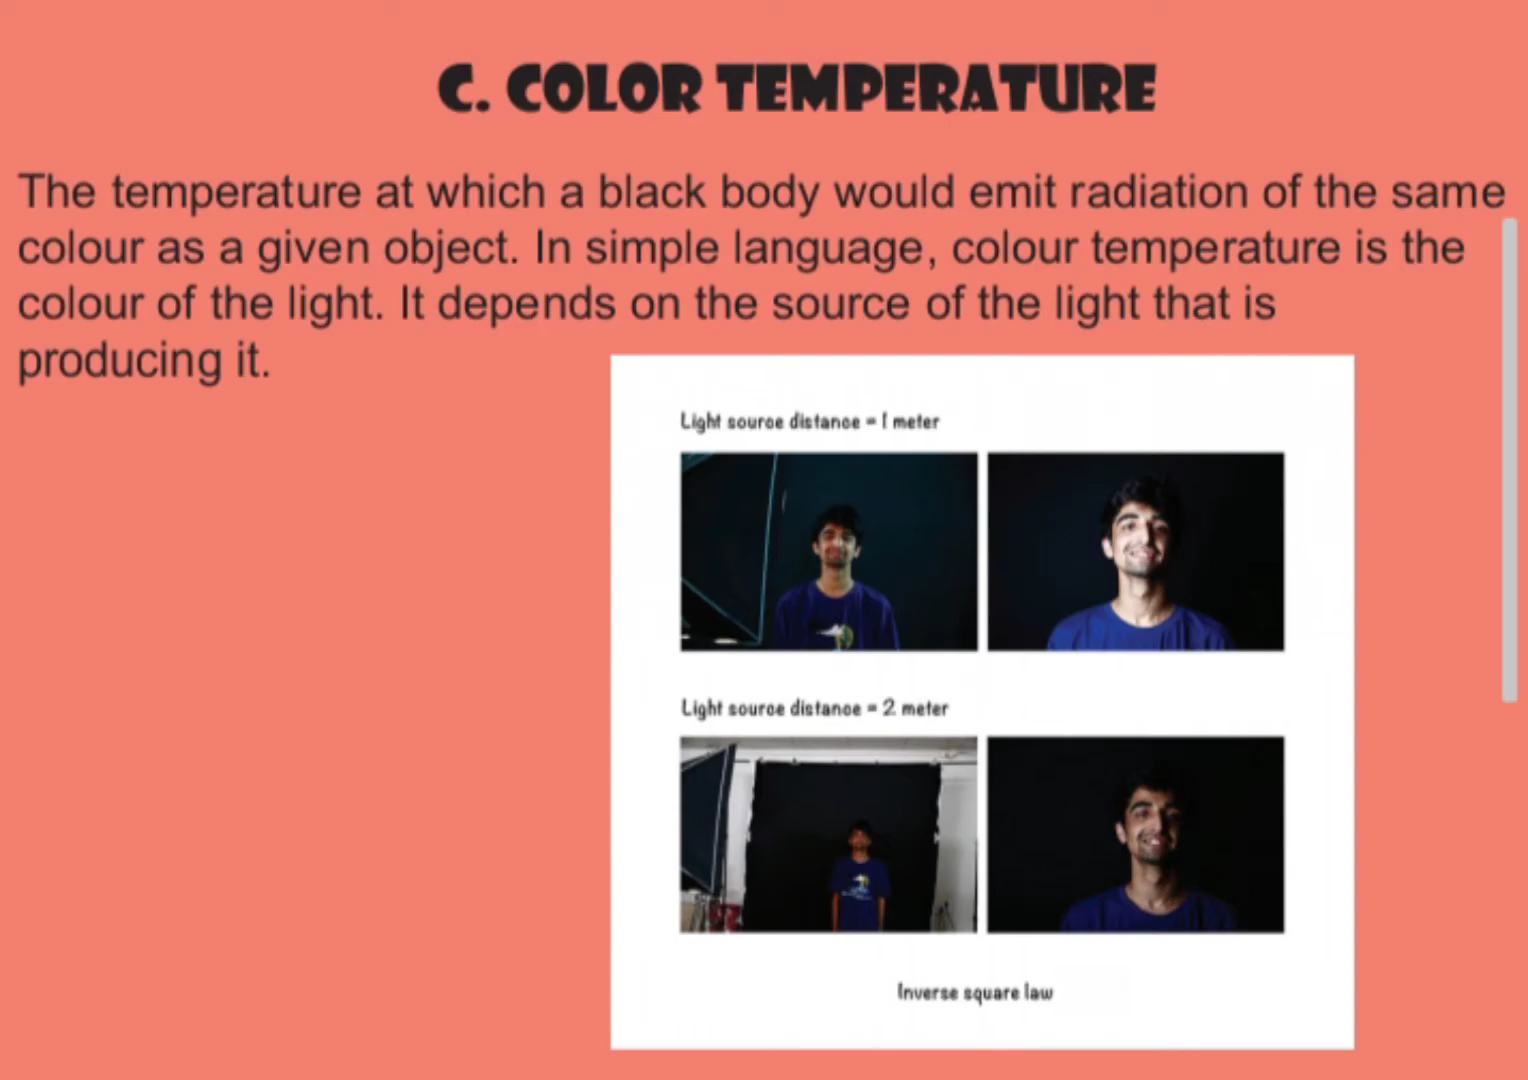 C. COLOR TEMPERATURE
The temperature at which a black body would emit radiation of the same
colour as a given object. In simple language, colour temperature is the
colour of the light. It depends on the source of the light that is
producing it.
Light source distance = 1 meter
Light source distance = 2 meter
Inverse square law